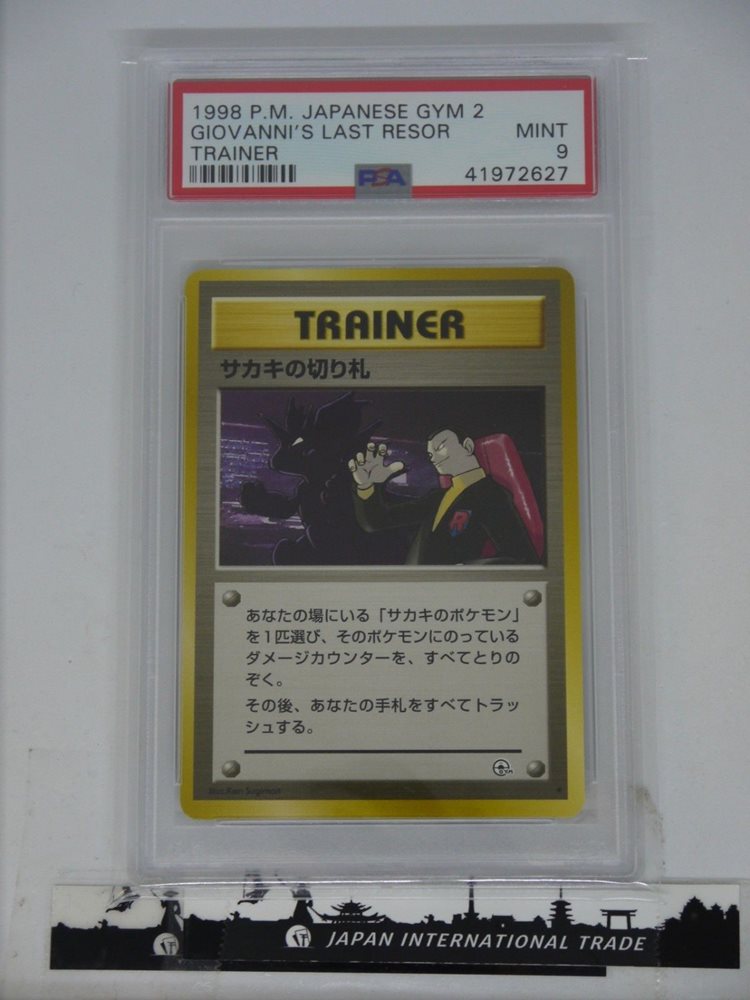 1998 P.M. JAPANESE GYM 2
GIOVANNI'S LAST RESOR MINT
TRAINER 9
PSA 41972627
TRAINER
サカキの切り札
R
あなたの場にいる「サカキのポケモン」
を1匹選び、そのポケモンにのっている
ダメージカウンターを、すべてとりの
ぞく。
その後、あなたの手札をすべてトラッ
シュする。
GYM
Illus.Ken Sugimori
JAPAN INTERNATIONAL TRADE